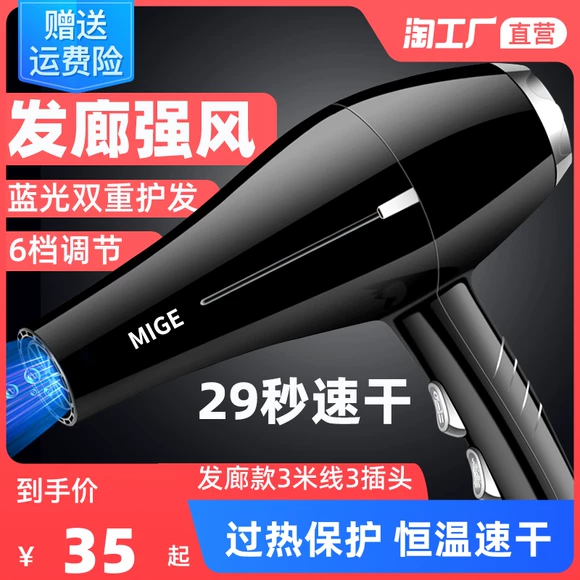 赠送
运费险
淘工厂 直营
发廊强风
蓝光双重护发
6档调节
MIGE
29秒速干
发廊款3米线3插头
到手价
¥ 35 起
过热保护 恒温速干